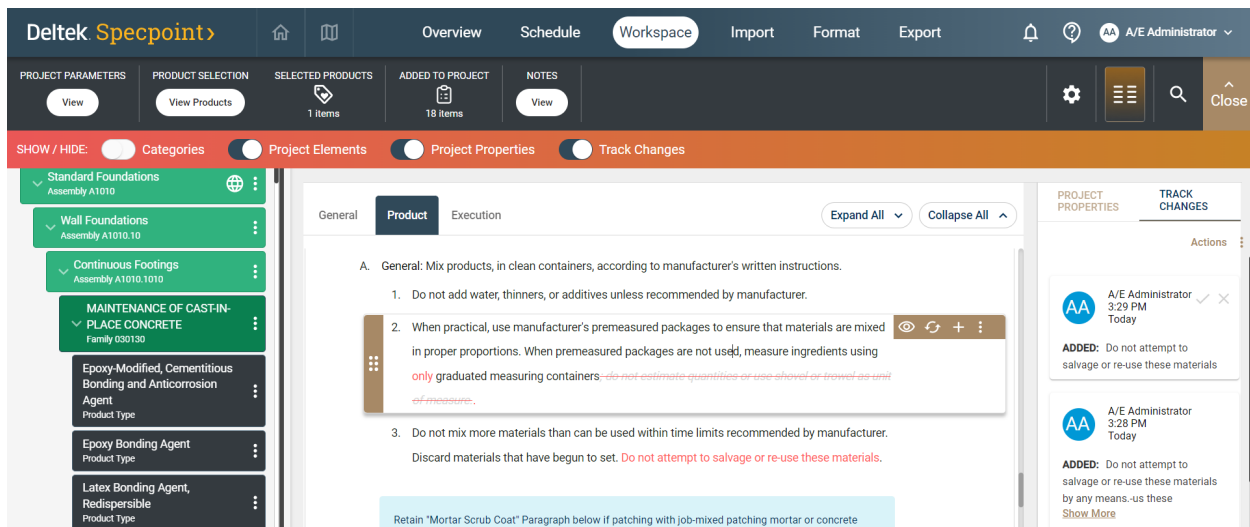 Deltek. Specpoint>
Overview Schedule Workspace Import Format Export
AA A/E Administrator
PROJECT PARAMETERS PRODUCT SELECTION SELECTED PRODUCTS ADDED TO PROJECT NOTES
View View Products 1 items 18 items View
Close
SHOW / HIDE: Categories Project Elements Project Properties Track Changes
Standard Foundations
Assembly A1010
Wall Foundations
Assembly A1010.10
Continuous Footings
Assembly A1010.1010
MAINTENANCE OF CAST-IN-
PLACE CONCRETE
Family 030130
Epoxy-Modified, Cementitious
Bonding and Anticorrosion
Agent
Product Type
Epoxy Bonding Agent
Product Type
Latex Bonding Agent,
Redispersible
Product Type
General Product Execution
Expand All Collapse All
A. General: Mix products, in clean containers, according to manufacturer's written instructions.
1. Do not add water, thinners, or additives unless recommended by manufacturer.
2. When practical, use manufacturer's premeasured packages to ensure that materials are mixed
in proper proportions. When premeasured packages are not used, measure ingredients using
only graduated measuring containers; do not estimate quantities or use shovel or trowel as unit
of measure. .
3. Do not mix more materials than can be used within time limits recommended by manufacturer.
Discard materials that have begun to set. Do not attempt to salvage or re-use these materials.
Retain "Mortar Scrub Coat" Paragraph below if patching with job-mixed patching mortar or concrete
PROJECT
PROPERTIES
TRACK
CHANGES
Actions
AA
A/E Administrator
3:29 PM
Today
ADDED: Do not attempt to
salvage or re-use these materials
AA
A/E Administrator
3:28 PM
Today
ADDED: Do not attempt to
salvage or re-use these materials
by any means.-us these
Show More